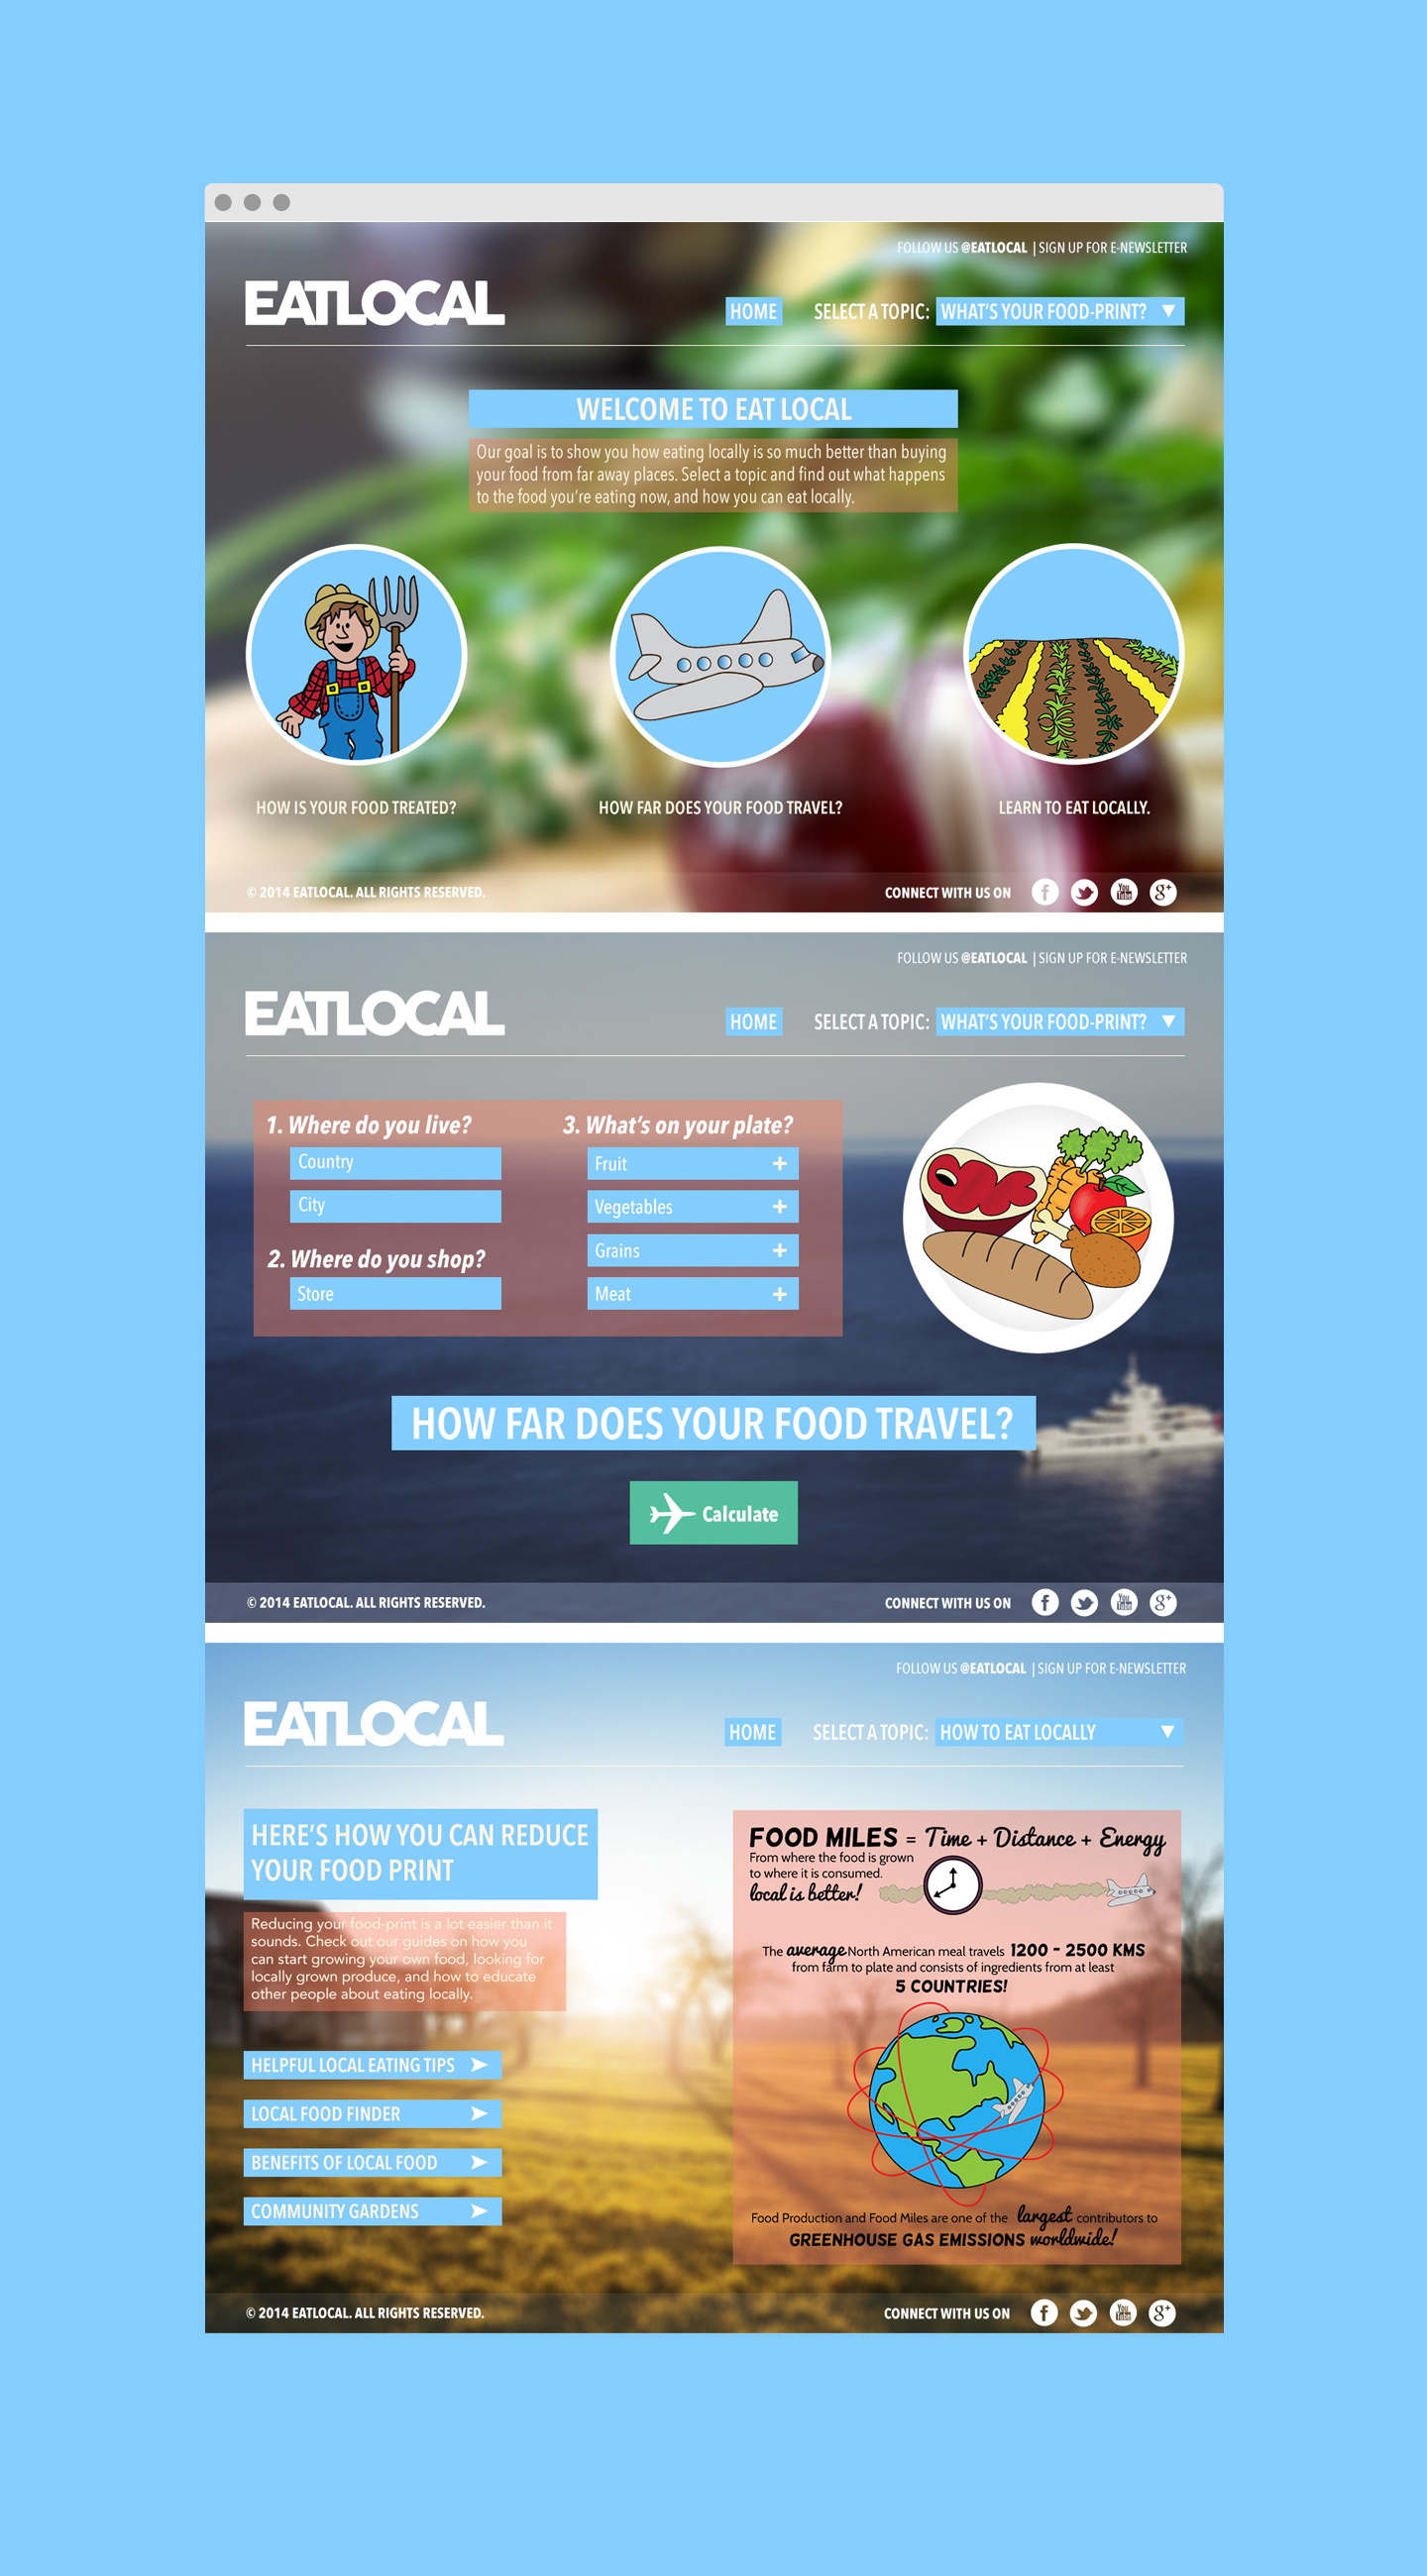 FOLLOW US @EATLOCAL | SIGN UP FOR E-NEWSLETTER
EATLOCAL
HOME SELECT A TOPIC: WHAT'S YOUR FOOD-PRINT?
WELCOME TO EAT LOCAL
Our goal is to show you how eating locally is so much better than buying
your food from far away places. Select a topic and find out what happens
to the food you're eating now, and how you can eat locally.
HOW IS YOUR FOOD TREATED?
HOW FAR DOES YOUR FOOD TRAVEL?
LEARN TO EAT LOCALLY.
© 2014 EATLOCAL. ALL RIGHTS RESERVED.
CONNECT WITH US ON f You Tube g+
FOLLOW US @EATLOCAL | SIGN UP FOR E-NEWSLETTER
EATLOCAL
HOME SELECT A TOPIC: WHAT'S YOUR FOOD-PRINT?
1. Where do you live?
Country
City
2. Where do you shop?
Store
3. What's on your plate?
Fruit +
Vegetables +
Grains +
Meat +
HOW FAR DOES YOUR FOOD TRAVEL?
Calculate
© 2014 EATLOCAL. ALL RIGHTS RESERVED.
CONNECT WITH US ON f You Tube g+
FOLLOW US @EATLOCAL | SIGN UP FOR E-NEWSLETTER
EATLOCAL
HOME SELECT A TOPIC: HOW TO EAT LOCALLY
HERE'S HOW YOU CAN REDUCE
YOUR FOOD PRINT
Reducing your food-print is a lot easier than it
sounds. Check out our guides on how you
can start growing your own food, looking for
locally grown produce, and how to educate
other people about eating locally.
HELPFUL LOCAL EATING TIPS
LOCAL FOOD FINDER
BENEFITS OF LOCAL FOOD
COMMUNITY GARDENS
FOOD MILES = Time + Distance + Energy
From where the food is grown
to where it is consumed.
local is better!
The average North American meal travels 1200 - 2500 KMS
from farm to plate and consists of ingredients from at least
5 COUNTRIES!
Food Production and Food Miles are one of the largest contributors to
GREENHOUSE GAS EMISSIONS worldwide!
© 2014 EATLOCAL. ALL RIGHTS RESERVED.
CONNECT WITH US ON f You Tube g+